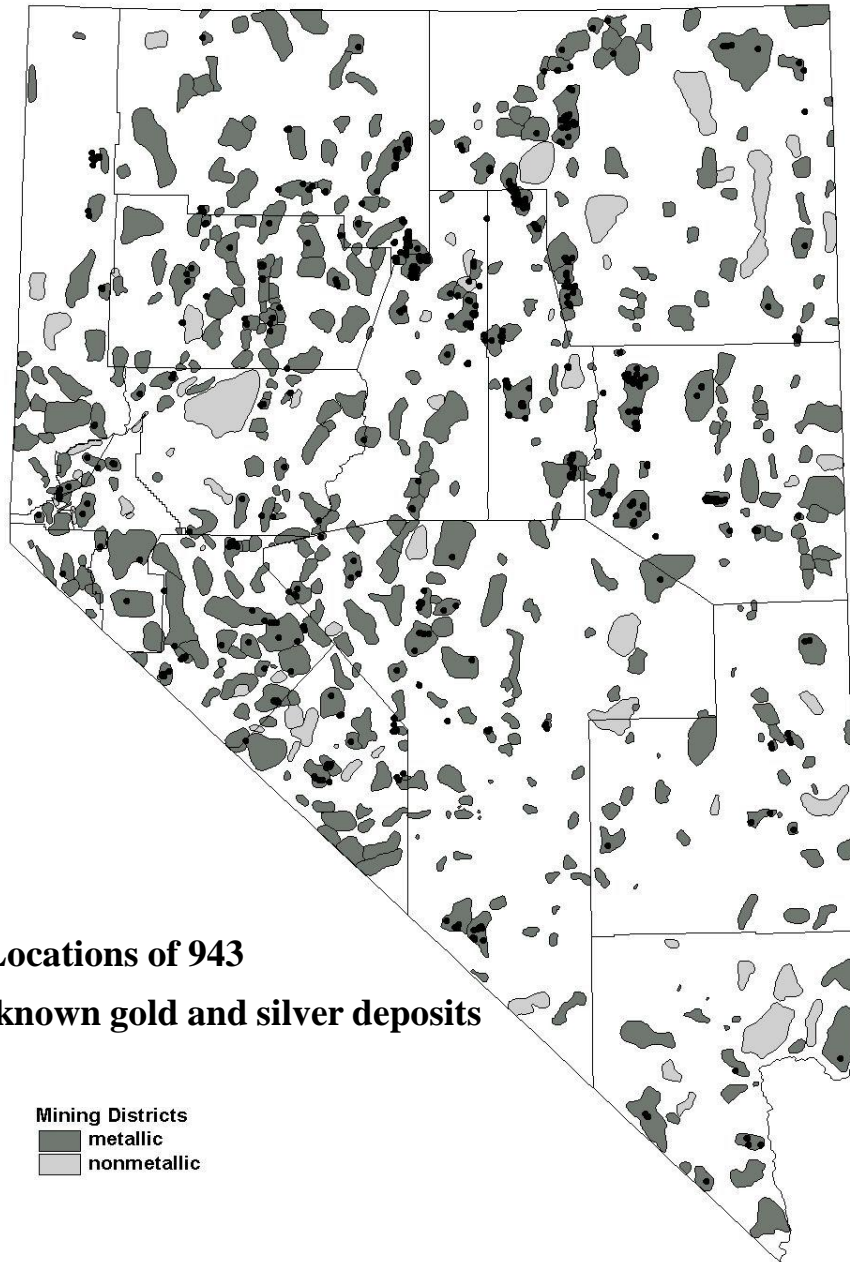 Locations of 943
known gold and silver deposits
Mining Districts
metallic
nonmetallic